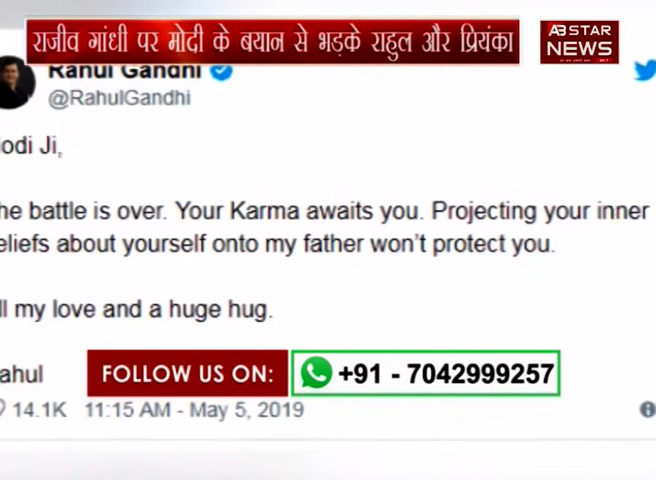 राजीव गांधी पर मोदी के बयान से भड़के राहुल और प्रियंका
AB STAR
NEWS
Rahul Gandhi
@RahulGandhi
odi Ji,
he battle is over. Your Karma awaits you. Projecting your inner
eliefs about yourself onto my father won't protect you.
ll my love and a huge hug.
ahul
FOLLOW US ON:
+91 - 7042999257
14.1K 11:15 AM - May 5, 2019